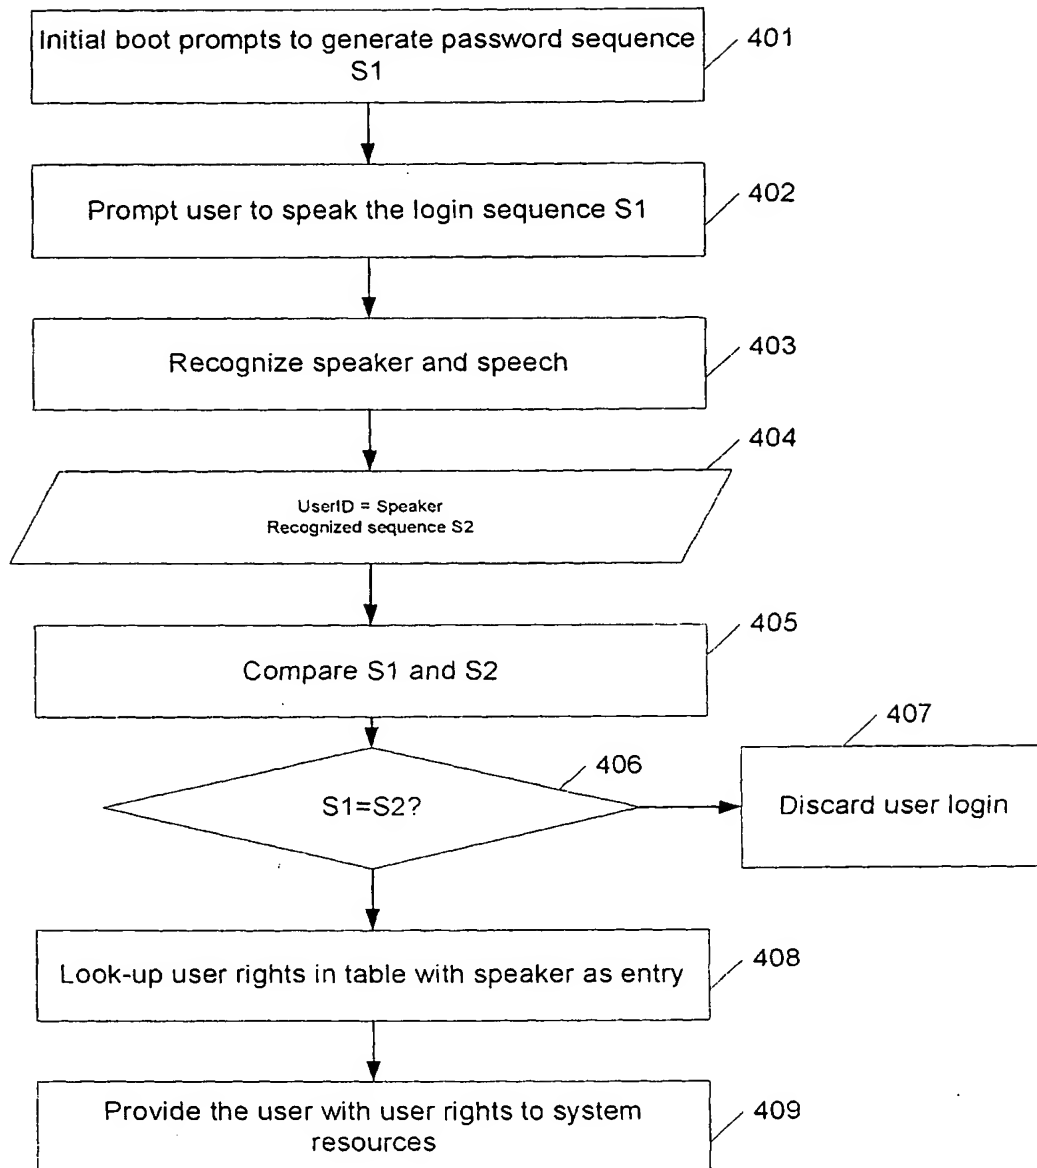 Initial boot prompts to generate password sequence
S1
401
Prompt user to speak the login sequence S1
402
Recognize speaker and speech
403
404
UserID = Speaker
Recognized sequence S2
405
Compare S1 and S2
407
406
S1=S2?
Discard user login
Look-up user rights in table with speaker as entry
408
Provide the user with user rights to system
resources
409